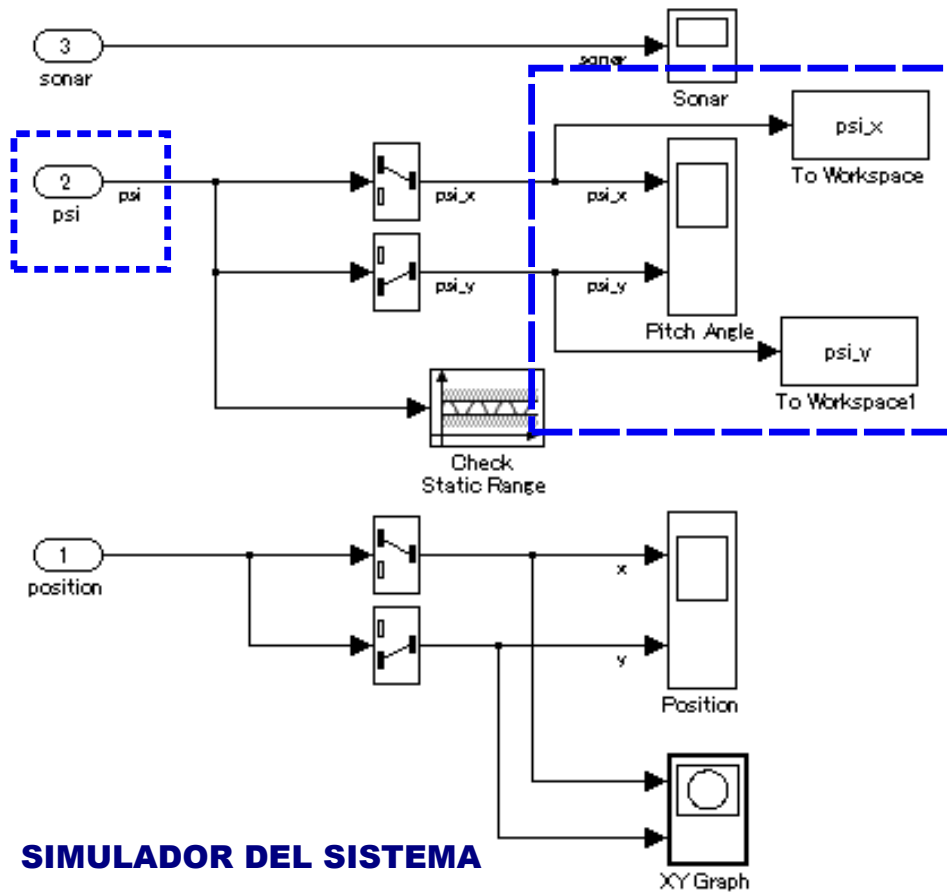 3
sonar
sonar
Sonar
psi_x
To Workspace
2
psi
psi
psi_x
psi_x
psi_y
psi_y
Pitch Angle
psi_y
To Workspace1
Check
Static Range
1
position
x
y
Position
SIMULADOR DEL SISTEMA
XY Graph